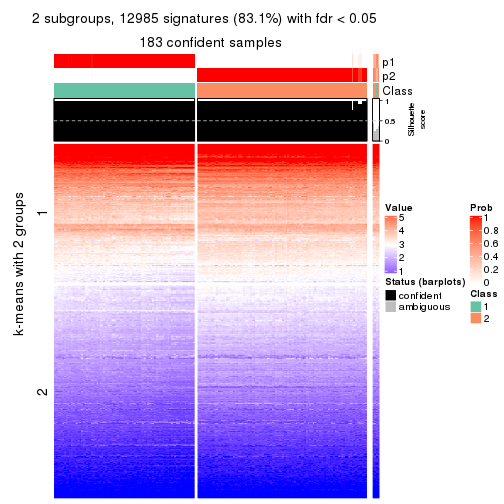 2 subgroups, 12985 signatures (83.1%) with fdr < 0.05
183 confident samples
p1
p2
Class
1
0.5
0
Silhouette
score
k-means with 2 groups
1
2
Value
5
4
3
2
1
Prob
1
0.8
0.6
0.4
0.2
0
Status (barplots)
confident
ambiguous
Class
1
2